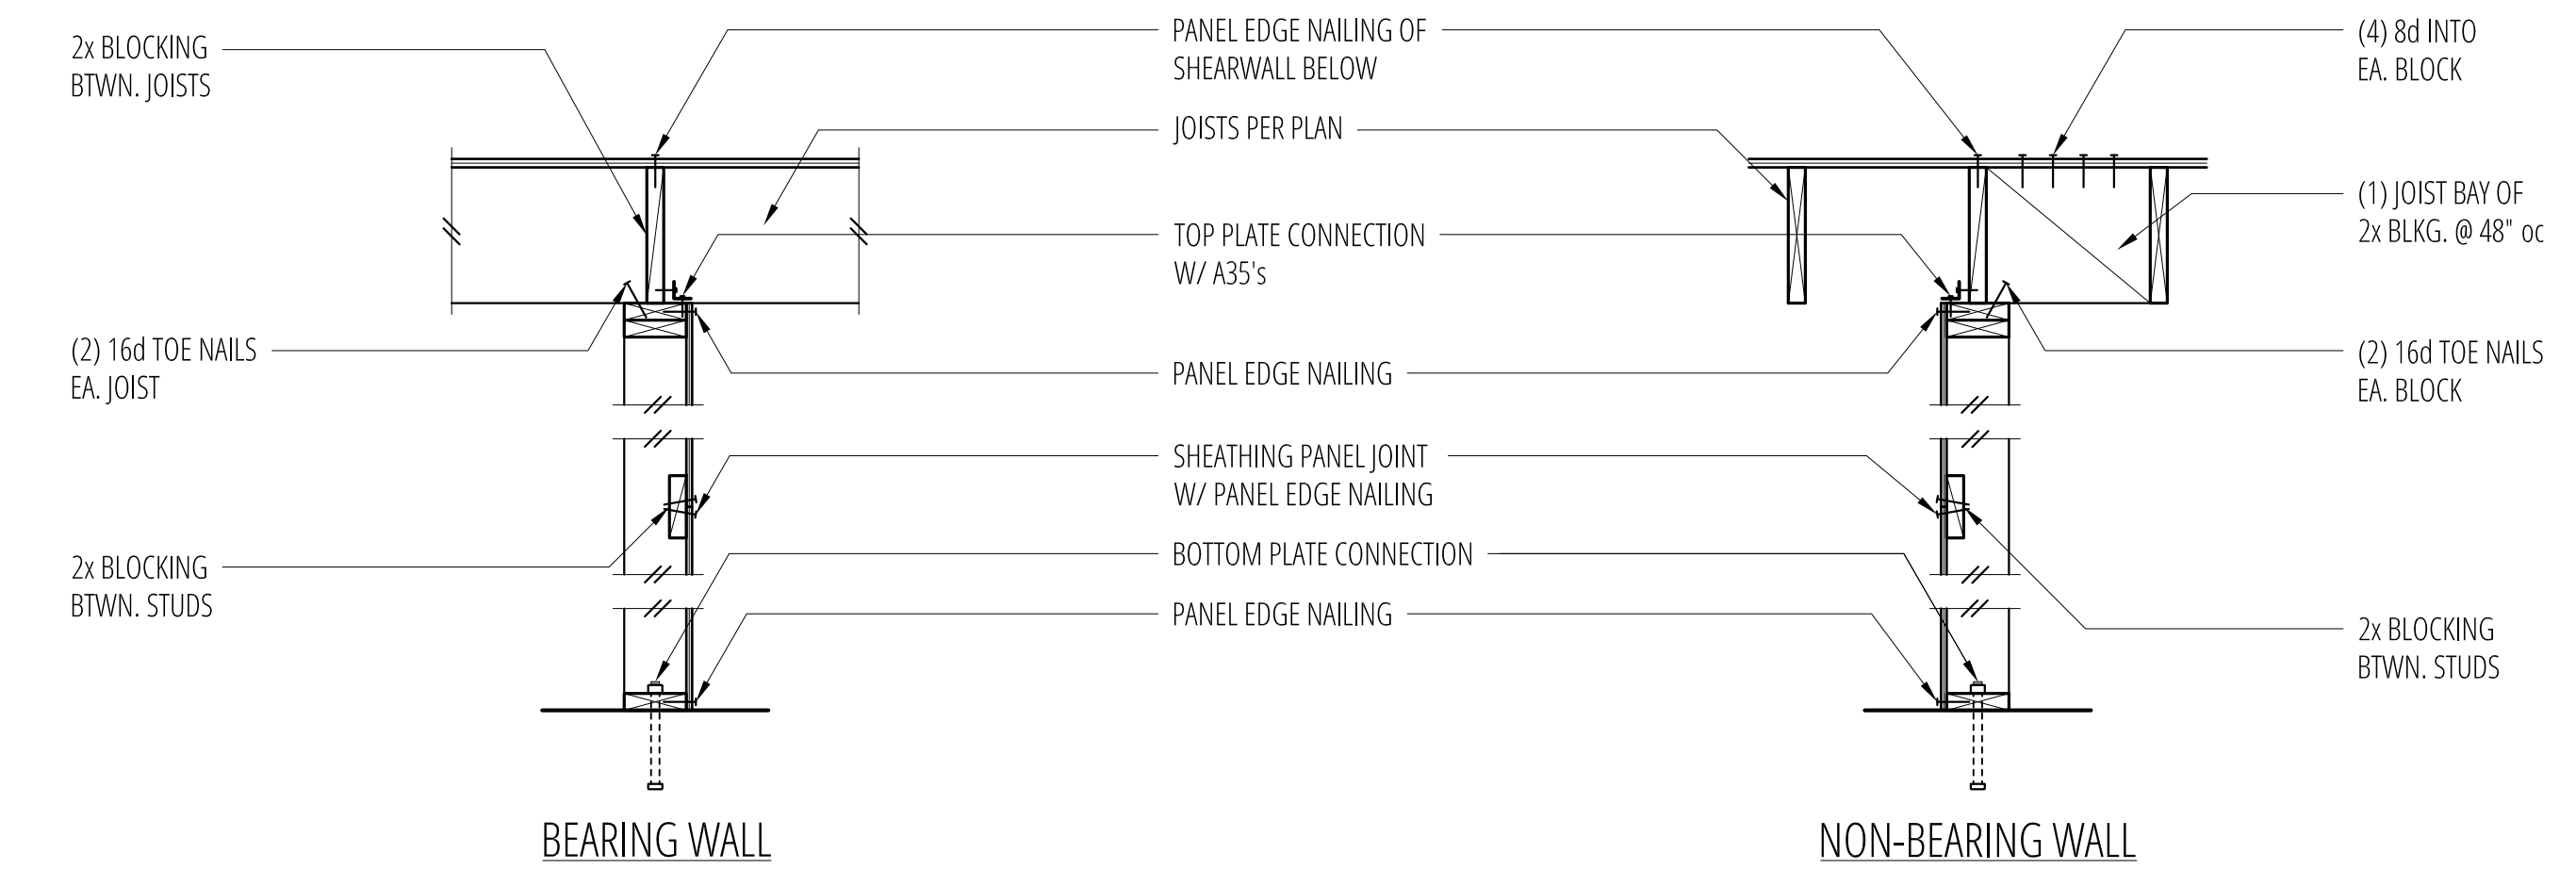 2x BLOCKING
BTWN. JOISTS
(2) 16d TOE NAILS
EA. JOIST
2x BLOCKING
BTWN. STUDS
PANEL EDGE NAILING OF
SHEARWALL BELOW
JOISTS PER PLAN
TOP PLATE CONNECTION
W/ A35's
PANEL EDGE NAILING
SHEATHING PANEL JOINT
W/ PANEL EDGE NAILING
BOTTOM PLATE CONNECTION
PANEL EDGE NAILING
(4) 8d INTO
EA. BLOCK
(1) JOIST BAY OF
2x BLKG. @ 48" oc
(2) 16d TOE NAILS
EA. BLOCK
2x BLOCKING
BTWN. STUDS
BEARING WALL
NON-BEARING WALL